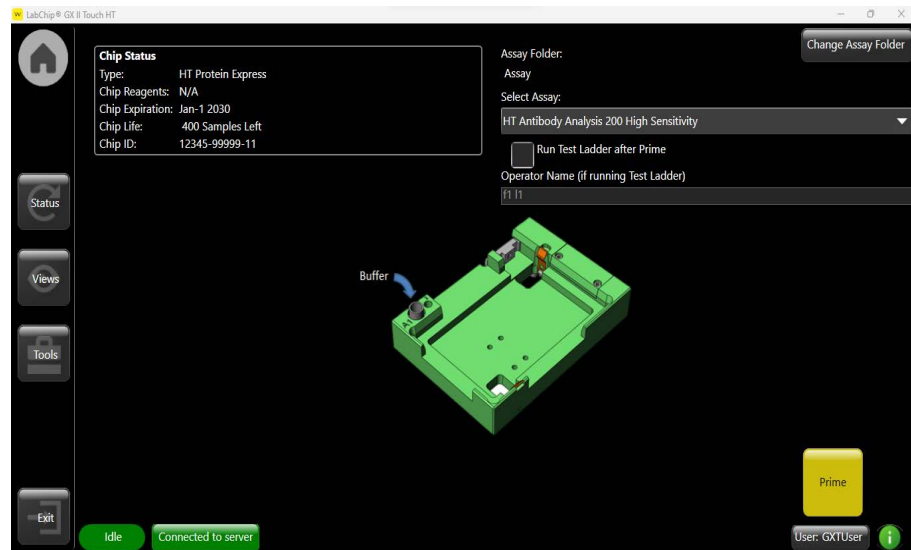 LabChip® GX II Touch HT
Change Assay Folder
Chip Status
Type: HT Protein Express
Chip Reagents: N/A
Chip Expiration: Jan-1 2030
Chip Life: 400 Samples Left
Chip ID: 12345-99999-11
Assay Folder:
Assay
Select Assay:
HT Antibody Analysis 200 High Sensitivity
Run Test Ladder after Prime
Operator Name (if running Test Ladder)
f1 l1
Status
Views
Tools
Exit
Buffer
A1
Prime
Idle
Connected to server
User: GXTUser